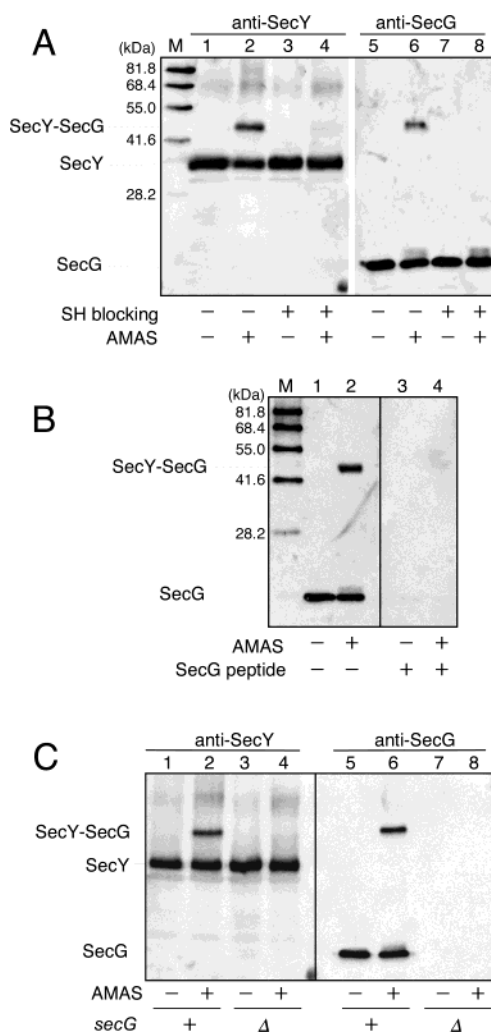 A
anti-SecY anti-SecG
(kDa) M 1 2 3 4 5 6 7 8
81.8
68.4
55.0
SecY-SecG
41.6
SecY
28.2
SecG
SH blocking − − + + − − + +
AMAS − + − + − + − +
B
(kDa) M 1 2 3 4
81.8
68.4
55.0
SecY-SecG
41.6
28.2
SecG
AMAS − + − +
SecG peptide − − + +
C
anti-SecY anti-SecG
1 2 3 4 5 6 7 8
SecY-SecG
SecY
SecG
AMAS − + − + − + − +
secG + Δ + Δ